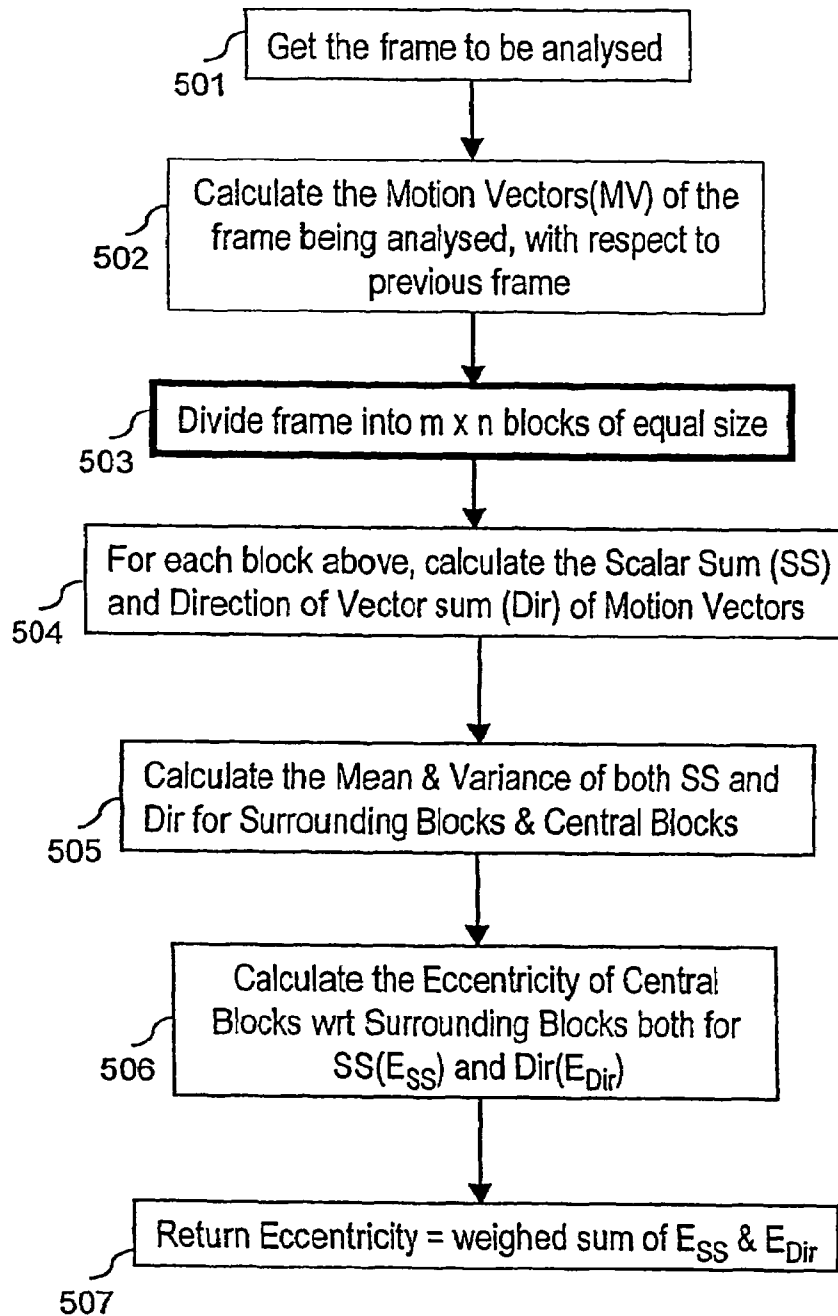 Get the frame to be analysed
501
Calculate the Motion Vectors(MV) of the
frame being analysed, with respect to
previous frame
502
Divide frame into m x n blocks of equal size
503
For each block above, calculate the Scalar Sum (SS)
and Direction of Vector sum (Dir) of Motion Vectors
504
Calculate the Mean & Variance of both SS and
Dir for Surrounding Blocks & Central Blocks
505
Calculate the Eccentricity of Central
Blocks wrt Surrounding Blocks both for
SS(E_SS) and Dir(E_Dir)
506
Return Eccentricity = weighed sum of E_SS & E_Dir
507